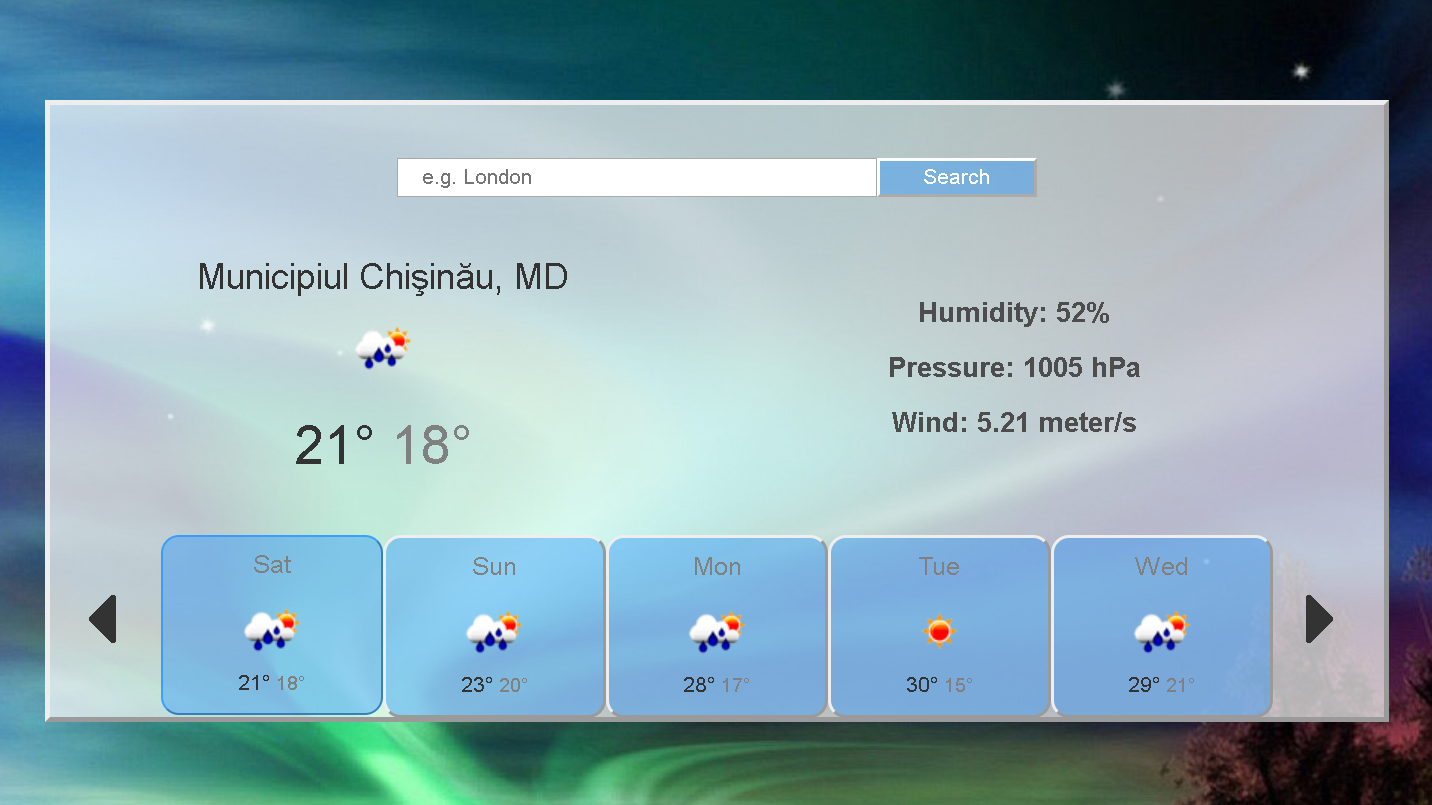 e.g. London
Search
Municipiul Chişinău, MD
21° 18°
Humidity: 52%
Pressure: 1005 hPa
Wind: 5.21 meter/s
Sat
21° 18°
Sun
23° 20°
Mon
28° 17°
Tue
30° 15°
Wed
29° 21°